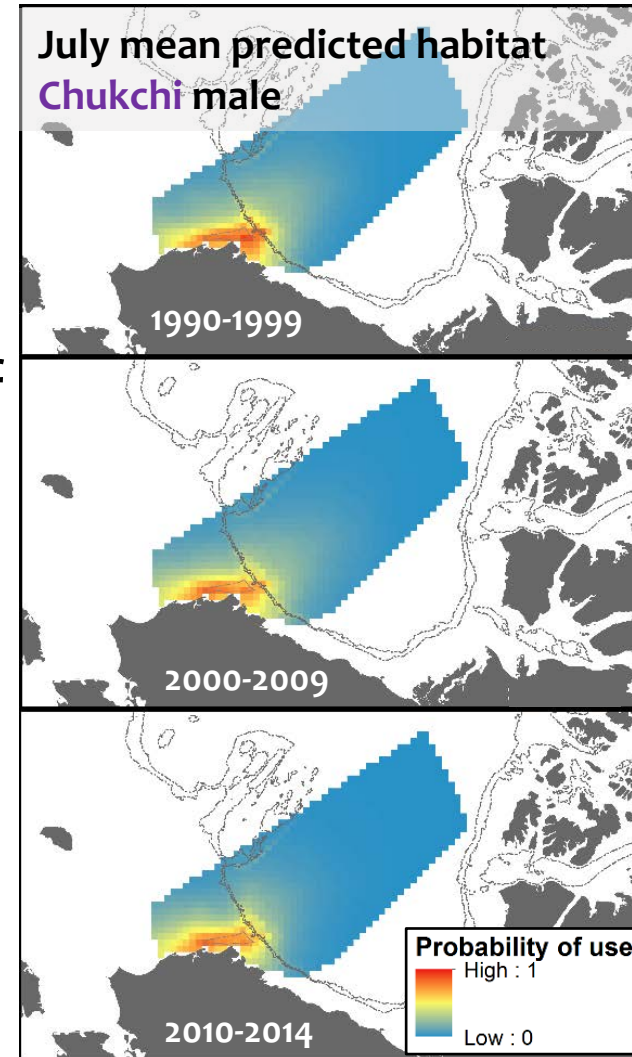 July mean predicted habitat
Chukchi male
1990-1999
2000-2009
2010-2014
Probability of use
High : 1
Low : 0